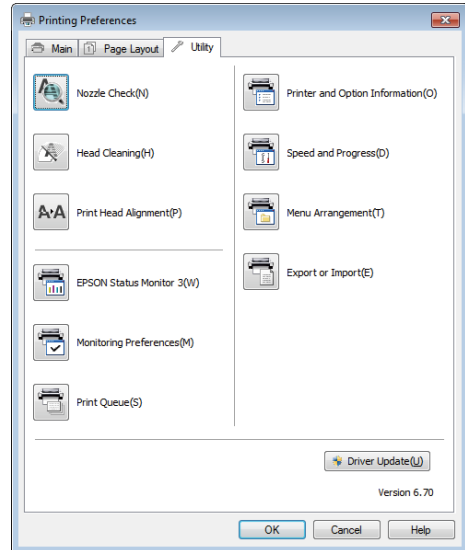 Printing Preferences
Main
Page Layout
Utility
Nozzle Check(N)
Head Cleaning(H)
A·A Print Head Alignment(P)
EPSON Status Monitor 3(W)
Monitoring Preferences(M)
Print Queue(S)
Printer and Option Information(O)
Speed and Progress(D)
Menu Arrangement(T)
Export or Import(E)
Driver Update(U)
Version 6.70
OK
Cancel
Help